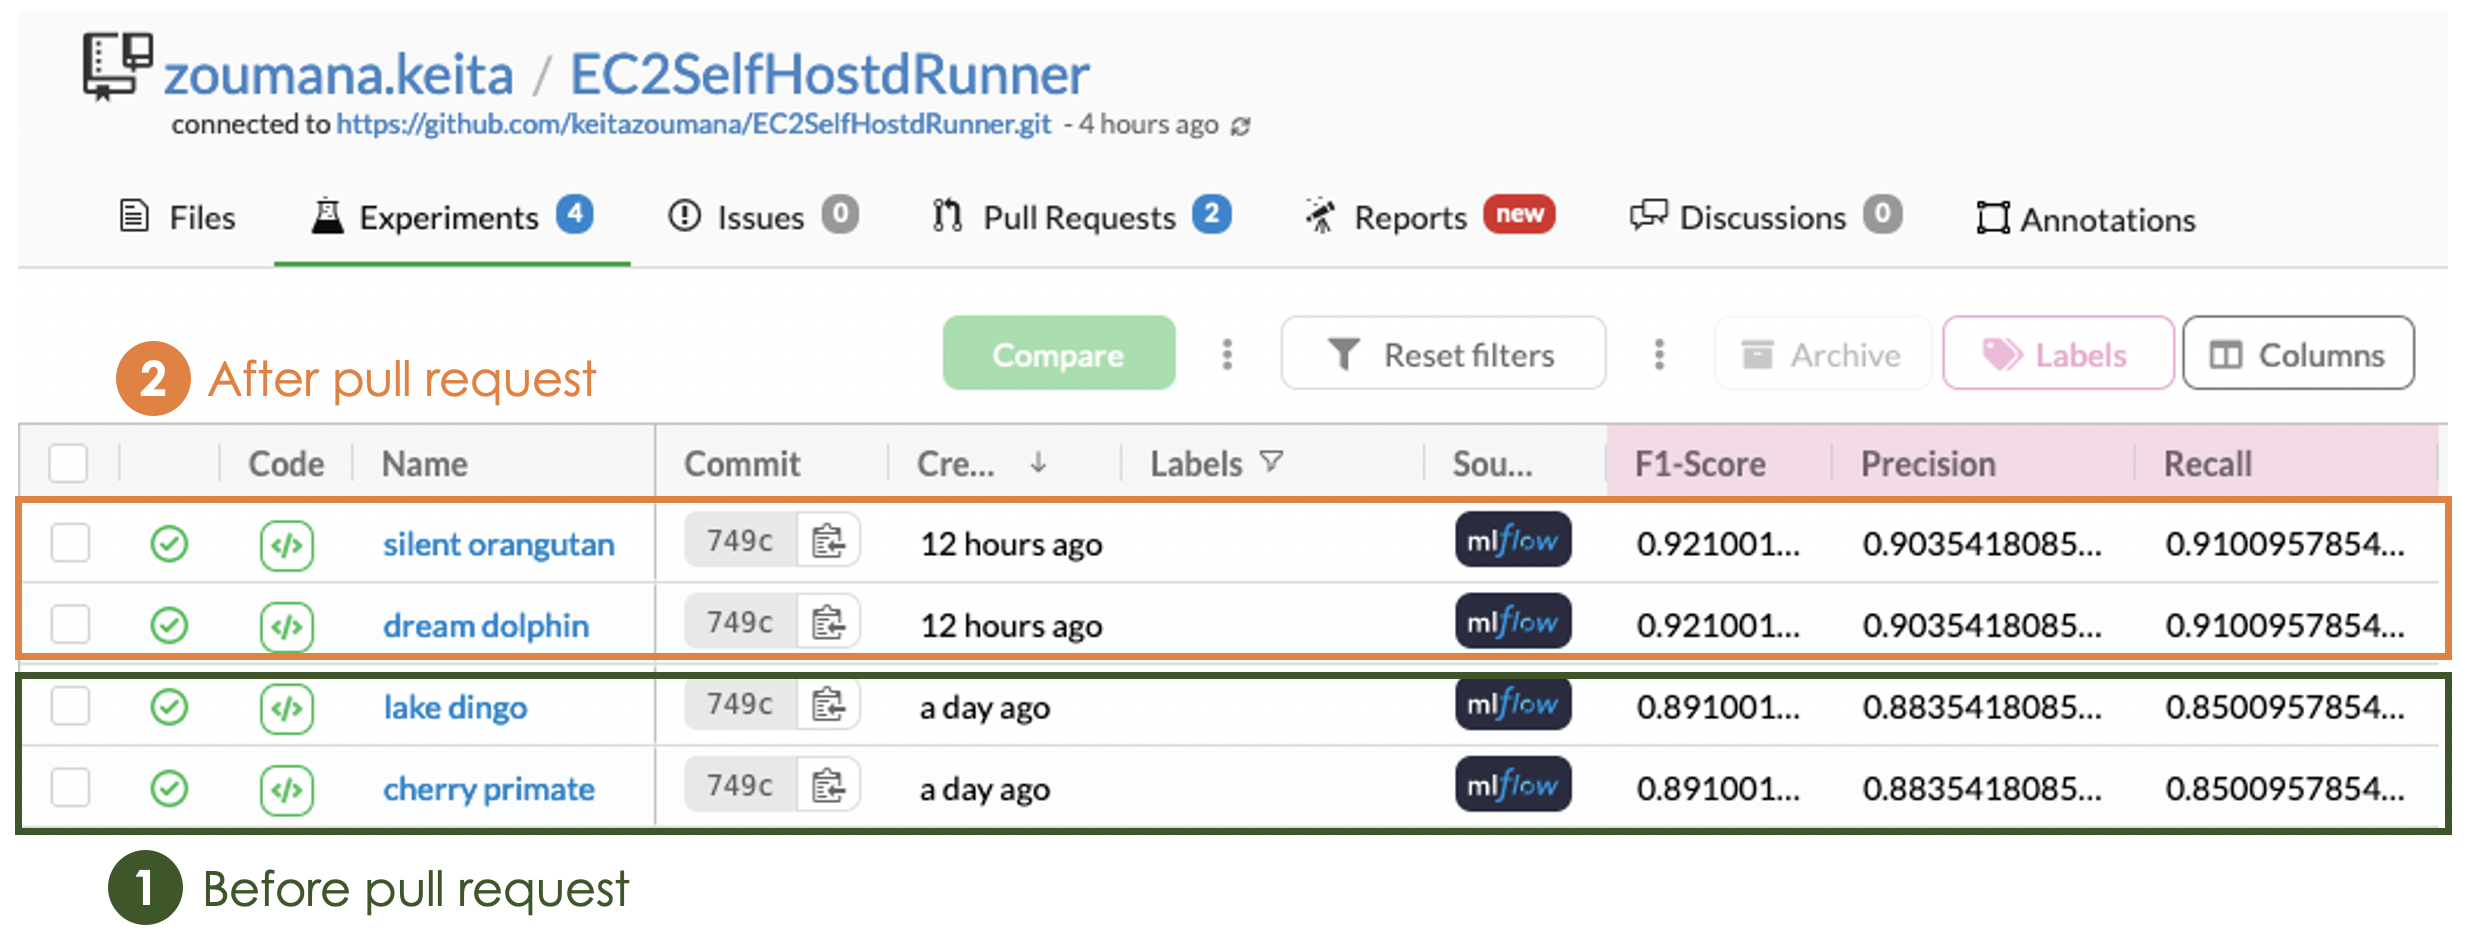 zoumana.keita / EC2SelfHostdRunner
connected to https://github.com/keitazoumana/EC2SelfHostdRunner.git - 4 hours ago
Files Experiments 4 Issues 0 Pull Requests 2 Reports new Discussions 0 Annotations
2 After pull request Compare Reset filters Archive Labels Columns
Code Name Commit Cre... Labels Sou... F1-Score Precision Recall
silent orangutan 749c 12 hours ago mlflow 0.921001... 0.9035418085... 0.9100957854...
dream dolphin 749c 12 hours ago mlflow 0.921001... 0.9035418085... 0.9100957854...
lake dingo 749c a day ago mlflow 0.891001... 0.8835418085... 0.8500957854...
cherry primate 749c a day ago mlflow 0.891001... 0.8835418085... 0.8500957854...
1 Before pull request